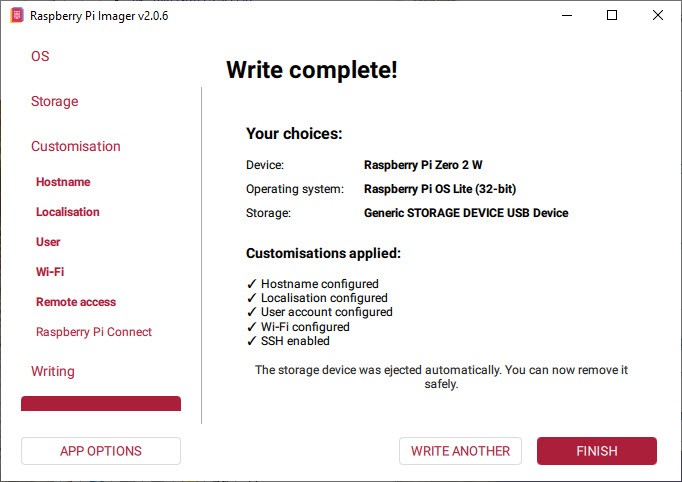 Raspberry Pi Imager v2.0.6
OS
Storage
Customisation
Hostname
Localisation
User
Wi-Fi
Remote access
Raspberry Pi Connect
Writing
APP OPTIONS
Write complete!
Your choices:
Device: Raspberry Pi Zero 2 W
Operating system: Raspberry Pi OS Lite (32-bit)
Storage: Generic STORAGE DEVICE USB Device
Customisations applied:
✓ Hostname configured
✓ Localisation configured
✓ User account configured
✓ Wi-Fi configured
✓ SSH enabled
The storage device was ejected automatically. You can now remove it
safely.
WRITE ANOTHER
FINISH